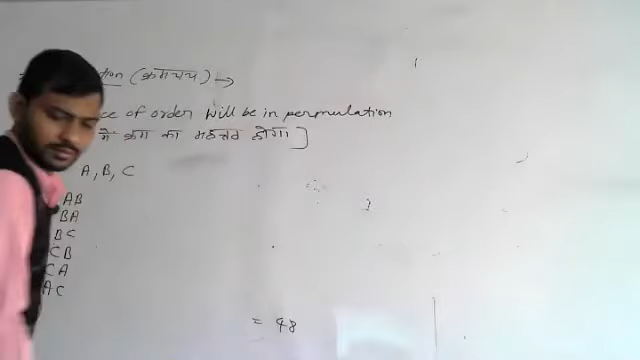 tion (क्रमचय) →
ce of order will be in permulation
में क्रम का महत्व होगा ]
A, B, C
AB
BA
BC
CB
CA
AC
= 48